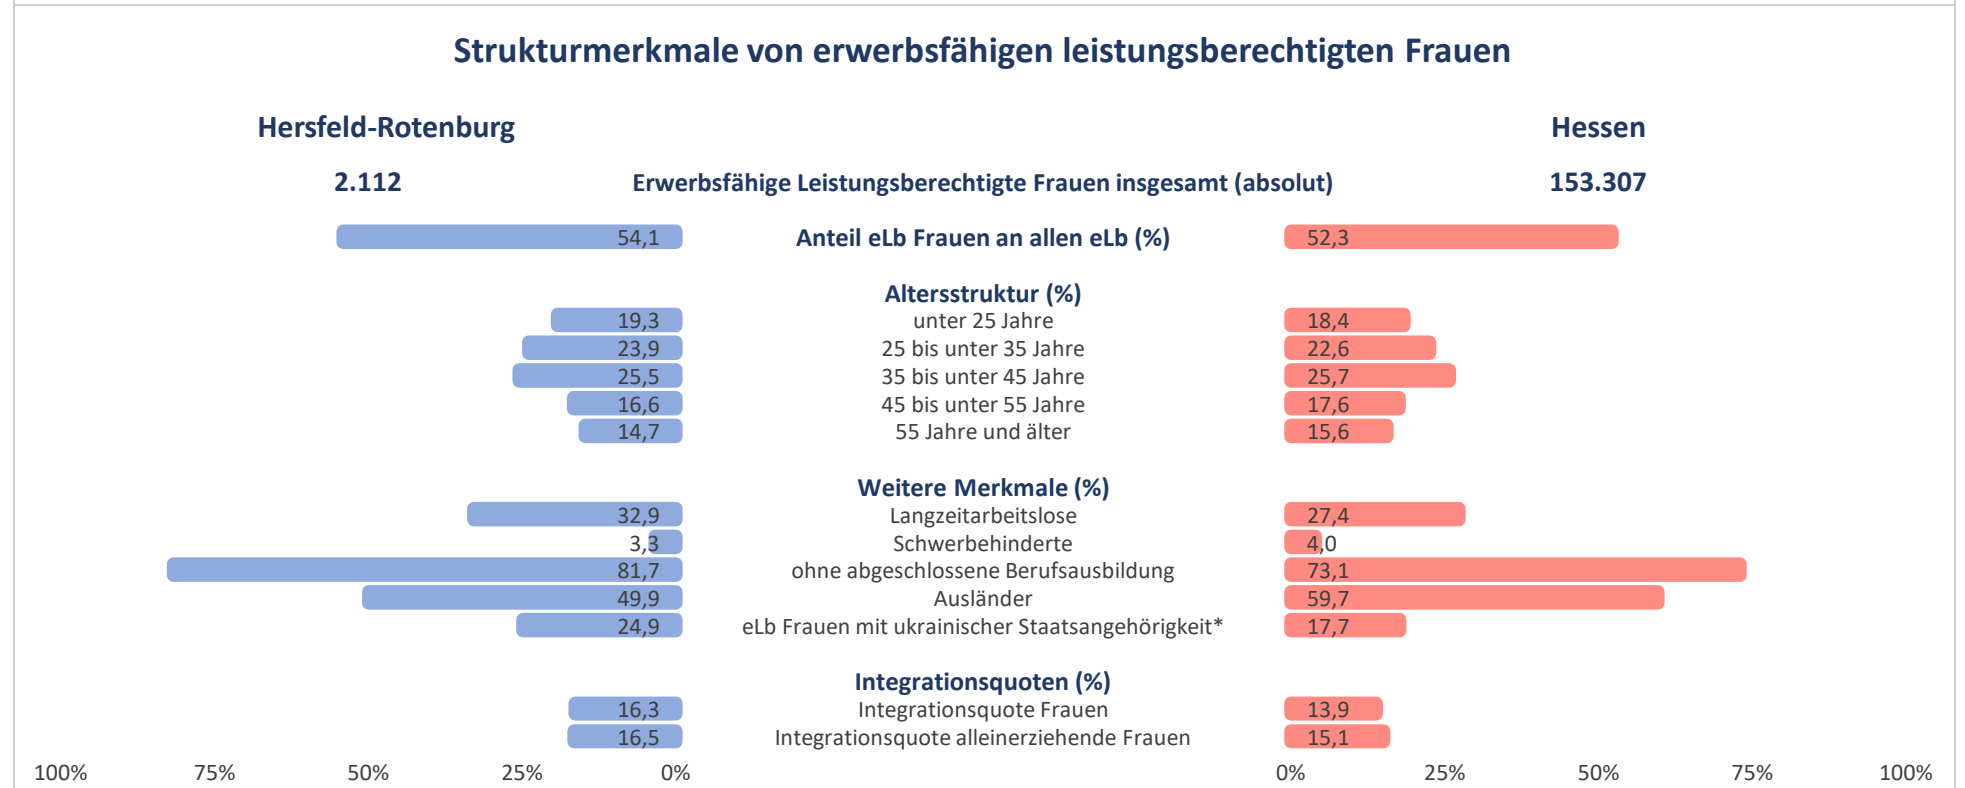 Strukturmerkmale von erwerbsfähigen leistungsberechtigten Frauen
Hersfeld-Rotenburg Hessen
2.112 Erwerbsfähige Leistungsberechtigte Frauen insgesamt (absolut) 153.307
54,1 Anteil eLb Frauen an allen eLb (%) 52,3
Altersstruktur (%)
19,3 unter 25 Jahre 18,4
23,9 25 bis unter 35 Jahre 22,6
25,5 35 bis unter 45 Jahre 25,7
16,6 45 bis unter 55 Jahre 17,6
14,7 55 Jahre und älter 15,6
Weitere Merkmale (%)
32,9 Langzeitarbeitslose 27,4
3,3 Schwerbehinderte 4,0
81,7 ohne abgeschlossene Berufsausbildung 73,1
49,9 Ausländer 59,7
24,9 eLb Frauen mit ukrainischer Staatsangehörigkeit* 17,7
Integrationsquoten (%)
16,3 Integrationsquote Frauen 13,9
16,5 Integrationsquote alleinerziehende Frauen 15,1
100% 75% 50% 25% 0% 0% 25% 50% 75% 100%